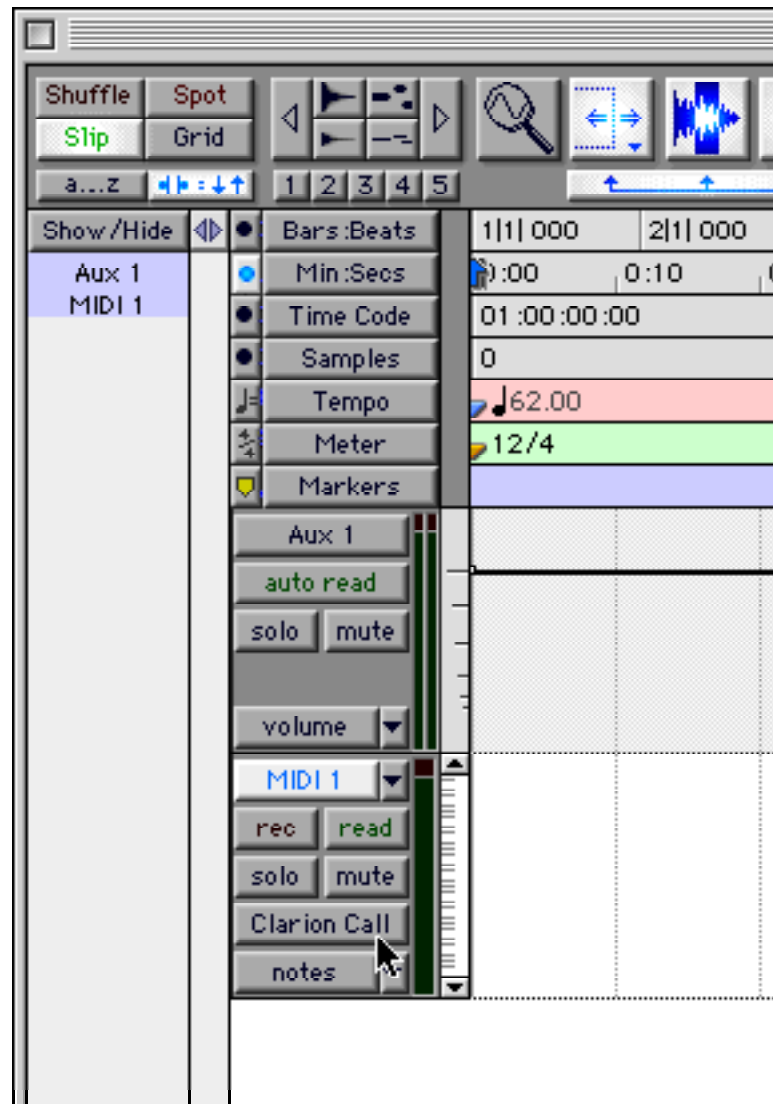 Shuffle Spot
Slip Grid
a...z
1 2 3 4 5
Show/Hide
Aux 1
MIDI 1
Bars:Beats 1|1| 000 2|1| 000
Min:Secs :00 0:10
Time Code 01:00:00:00
Samples 0
Tempo 62.00
Meter 12/4
Markers
Aux 1
auto read
solo mute
volume
MIDI 1
rec read
solo mute
Clarion Call
notes